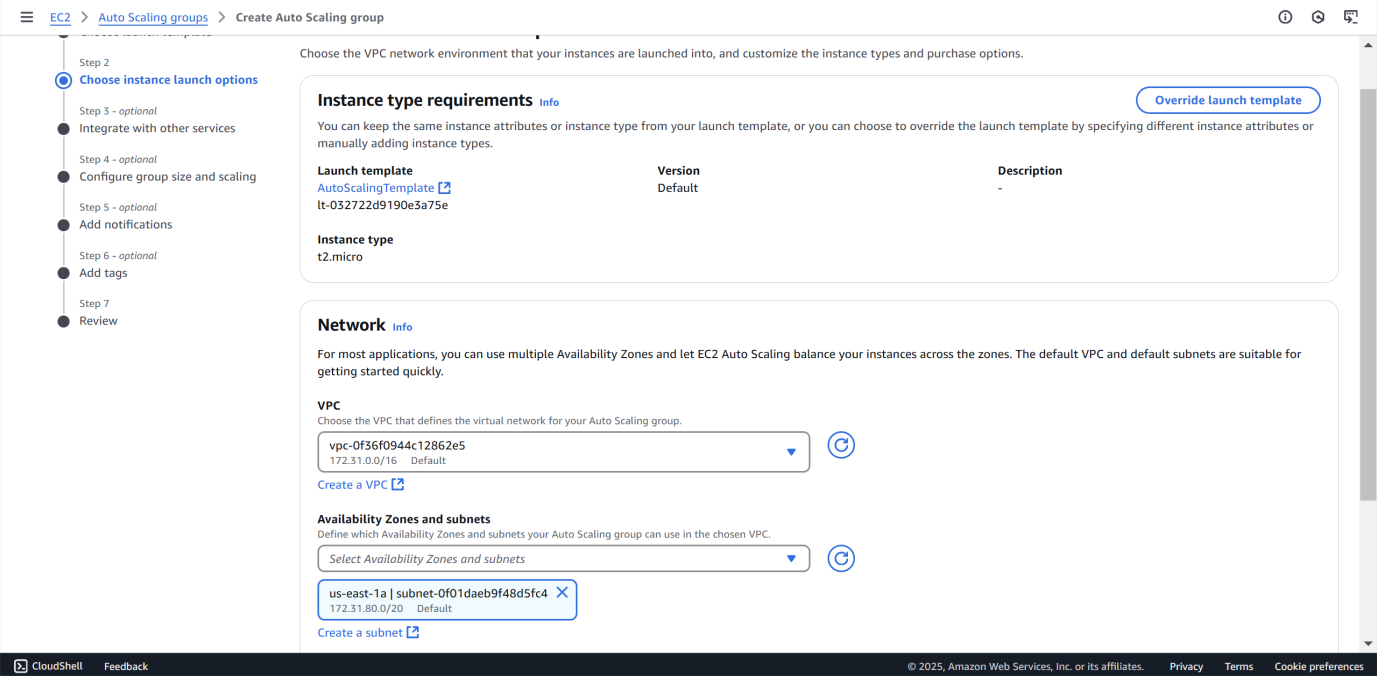 EC2 > Auto Scaling groups > Create Auto Scaling group
Choose launch template
Step 2
Choose instance launch options
Step 3 - optional
Integrate with other services
Step 4 - optional
Configure group size and scaling
Step 5 - optional
Add notifications
Step 6 - optional
Add tags
Step 7
Review
Choose the VPC network environment that your instances are launched into, and customize the instance types and purchase options.
Instance type requirements Info
Override launch template
You can keep the same instance attributes or instance type from your launch template, or you can choose to override the launch template by specifying different instance attributes or
manually adding instance types.
Launch template
AutoScalingTemplate
lt-032722d9190e3a75e
Version
Default
Description
-
Instance type
t2.micro
Network Info
For most applications, you can use multiple Availability Zones and let EC2 Auto Scaling balance your instances across the zones. The default VPC and default subnets are suitable for
getting started quickly.
VPC
Choose the VPC that defines the virtual network for your Auto Scaling group.
vpc-0f36f0944c12862e5
172.31.0.0/16 Default
Create a VPC
Availability Zones and subnets
Define which Availability Zones and subnets your Auto Scaling group can use in the chosen VPC.
Select Availability Zones and subnets
us-east-1a | subnet-0f01daeb9f48d5fc4
172.31.80.0/20 Default
Create a subnet
CloudShell Feedback © 2025, Amazon Web Services, Inc. or its affiliates. Privacy Terms Cookie preferences